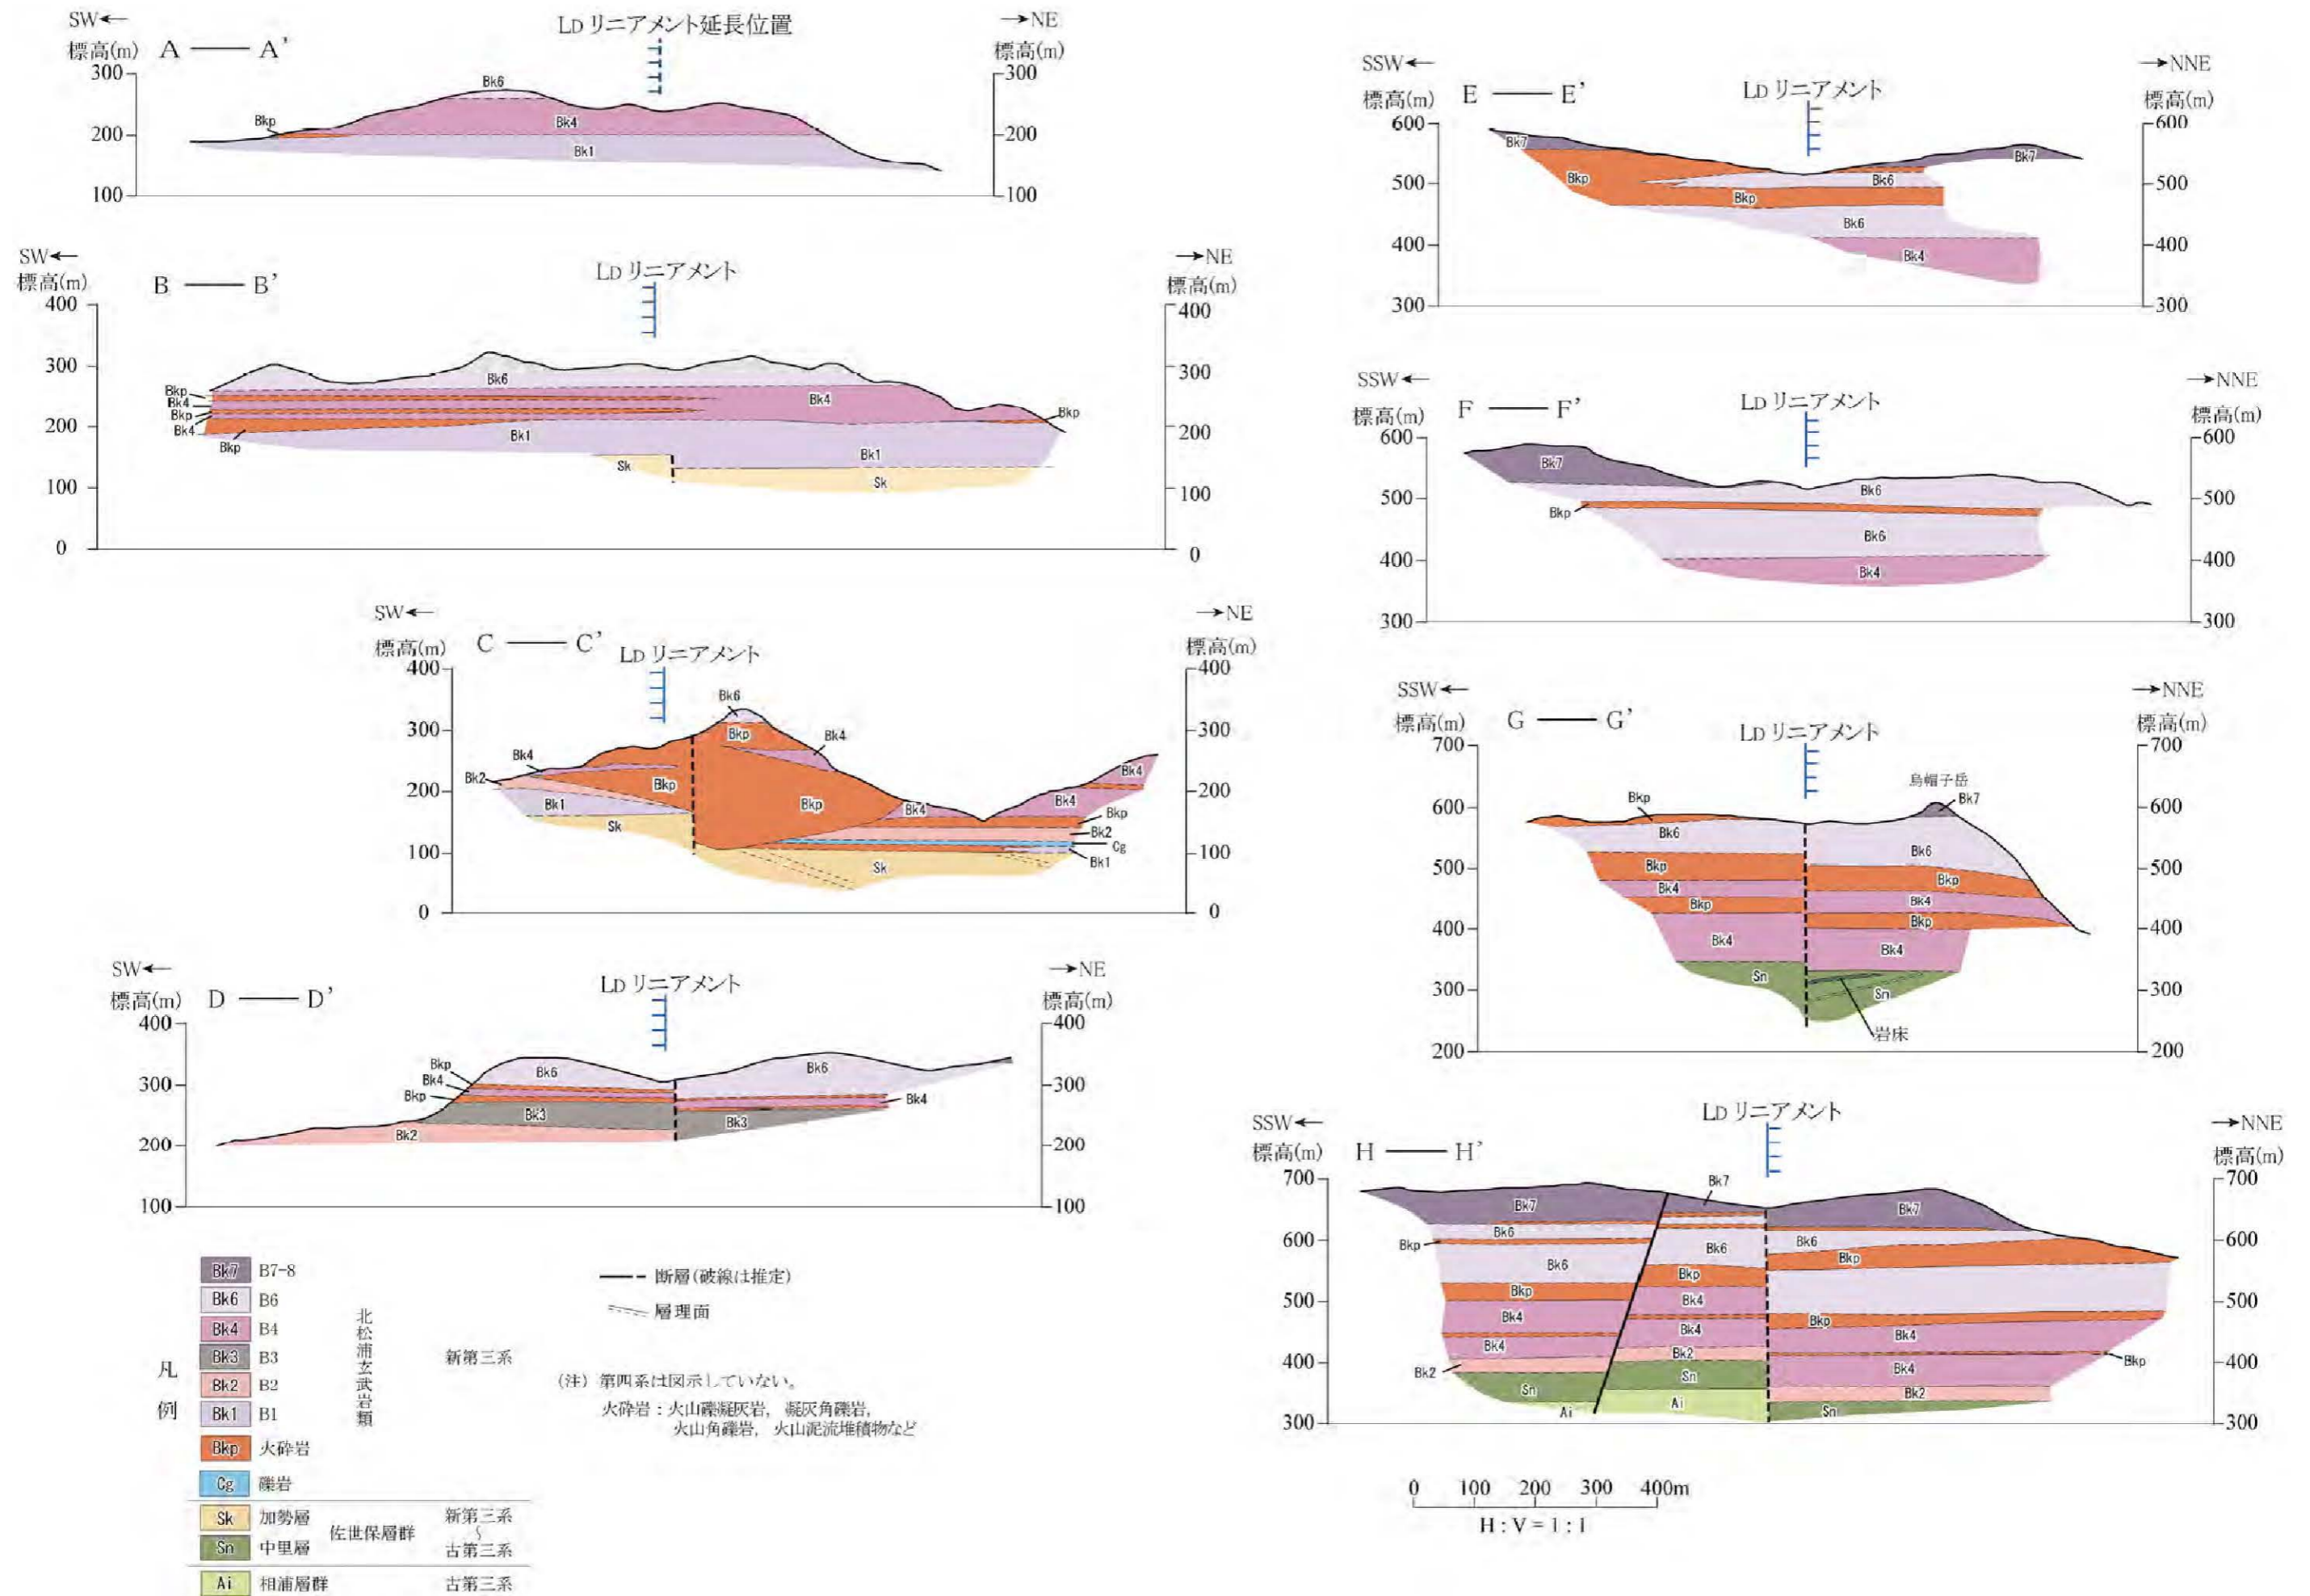 SW←
→NE
標高(m)
A —— A'
LD リニアメント延長位置
標高(m)
300
200
100
300
200
100
Bk6
Bkp
Bk4
Bk1
SW←
→NE
標高(m)
B —— B'
LD リニアメント
標高(m)
400
300
200
100
0
400
300
200
100
0
Bk6
Bkp
Bk4
Bkp
Bk4
Bkp
Bk4
Bkp
Bk1
Bk1
Sk
Sk
SW←
→NE
標高(m)
C —— C'
LD リニアメント
標高(m)
400
300
200
100
0
400
300
200
100
0
Bk6
Bkp
Bk4
Bk4
Bk2
Bkp
Bk1
Sk
Bkp
Bk4
Bk4
Bk4
Bkp
Bk2
Cg
Bk1
Sk
SW←
→NE
標高(m)
D —— D'
LD リニアメント
標高(m)
400
300
200
100
400
300
200
100
Bkp
Bk4
Bkp
Bk6
Bk6
Bk4
Bk3
Bk3
Bk2
SSW←
→NNE
標高(m)
E —— E'
LD リニアメント
標高(m)
600
500
400
300
600
500
400
300
Bk7
Bk7
Bkp
Bk6
Bkp
Bk6
Bk4
SSW←
→NNE
標高(m)
F —— F'
LD リニアメント
標高(m)
600
500
400
300
600
500
400
300
Bk7
Bk6
Bkp
Bk6
Bk4
SSW←
→NNE
標高(m)
G —— G'
LD リニアメント
標高(m)
700
600
500
400
300
200
700
600
500
400
300
200
烏帽子岳
Bk7
Bkp
Bk6
Bk6
Bkp
Bkp
Bk4
Bk4
Bkp
Bkp
Bk4
Bk4
Sn
Sn
岩床
SSW←
→NNE
標高(m)
H —— H'
LD リニアメント
標高(m)
700
600
500
400
300
700
600
500
400
300
Bk7
Bk7
Bk7
Bk6
Bkp
Bk6
Bk6
Bk6
Bkp
Bkp
Bkp
Bkp
Bk4
Bk4
Bk4
Bk4
Bk4
Bk4
Bkp
Bk2
Bk2
Bk2
Sn
Sn
Sn
Ai
Ai
0 100 200 300 400m
H : V = 1 : 1
凡例
Bk7 B7-8
Bk6 B6
Bk4 B4
Bk3 B3
Bk2 B2
Bk1 B1
Bkp 火砕岩
Cg 礫岩
北松浦玄武岩類
新第三系
Sk 加勢層
Sn 中里層
佐世保層群
新第三系
〜
古第三系
Ai 相浦層群 古第三系
断層(破線は推定)
層理面
(注) 第四系は図示していない。
火砕岩：火山礫凝灰岩, 凝灰角礫岩,
火山角礫岩, 火山泥流堆積物など